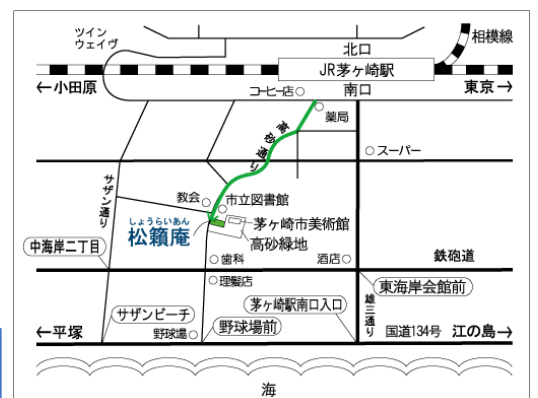 ツイン
ウェイヴ
北口
相模線
JR茅ヶ崎駅
←小田原
コーヒー店
南口
東京→
薬局
高砂通り
スーパー
サザン通り
教会
市立図書館
しょうらいあん
松籟庵
茅ヶ崎市美術館
高砂緑地
中海岸二丁目
歯科
酒店
鉄砲道
理髪店
東海岸会館前
サザンビーチ
茅ヶ崎駅南口入口
雄三通り
←平塚
野球場
野球場前
国道134号
江の島→
海